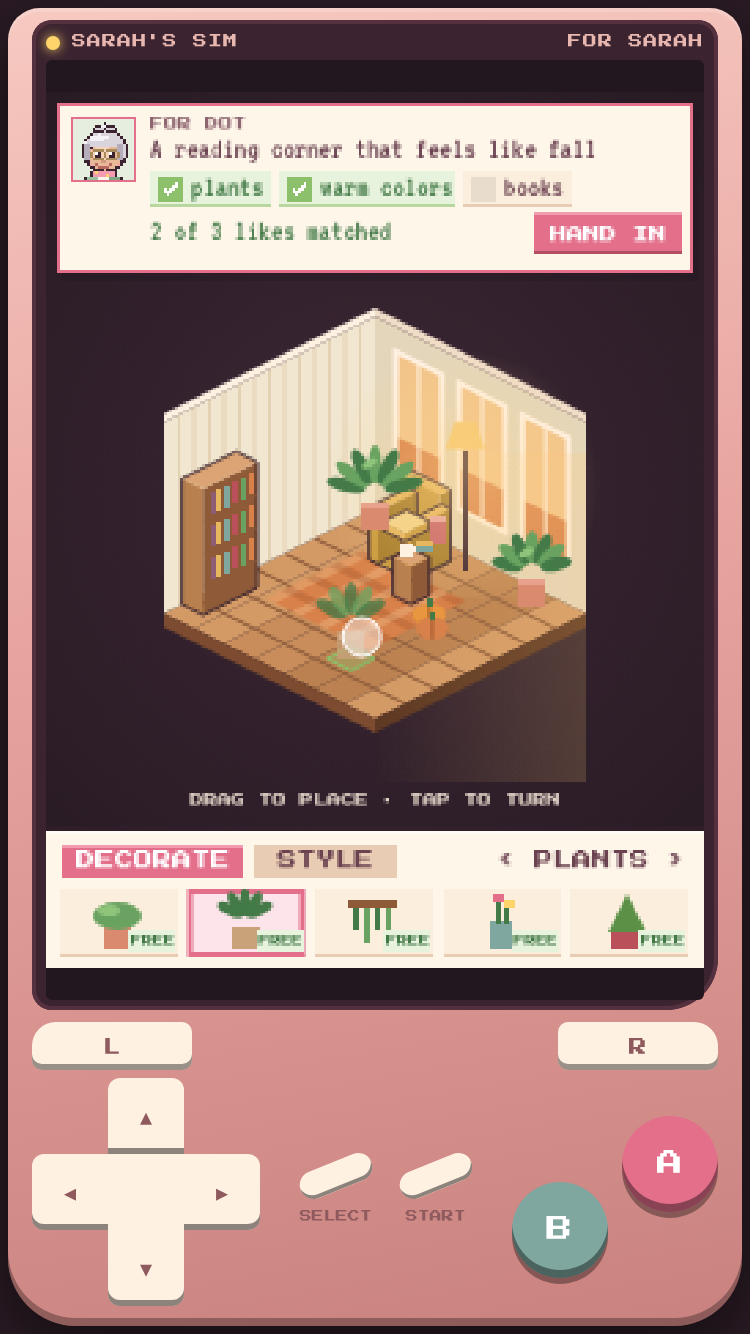 SARAH'S SIM
FOR SARAH
FOR DOT
A reading corner that feels like fall
plants
warm colors
books
2 of 3 likes matched
HAND IN
DRAG TO PLACE · TAP TO TURN
DECORATE
STYLE
‹ PLANTS ›
FREE
FREE
FREE
FREE
FREE
L
R
A
B
SELECT
START